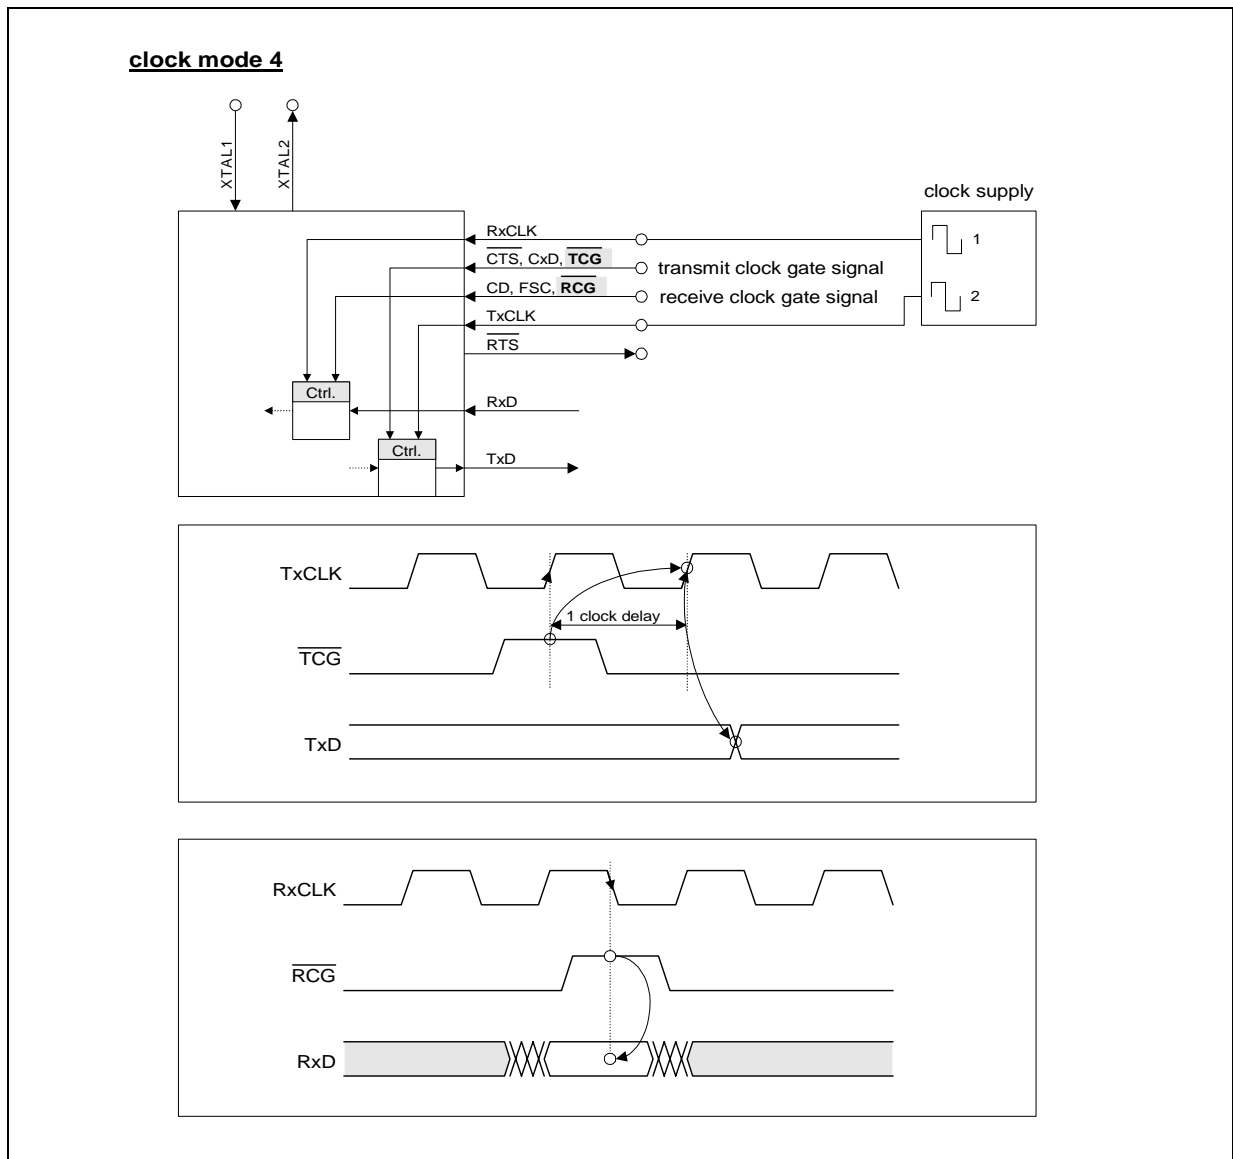 clock mode 4
XTAL1
XTAL2
clock supply
RxCLK
1
CTS, CxD, TCG
transmit clock gate signal
CD, FSC, RCG
receive clock gate signal
2
TxCLK
RTS
Ctrl.
RxD
Ctrl.
TxD
TxCLK
1 clock delay
TCG
TxD
RxCLK
RCG
RxD